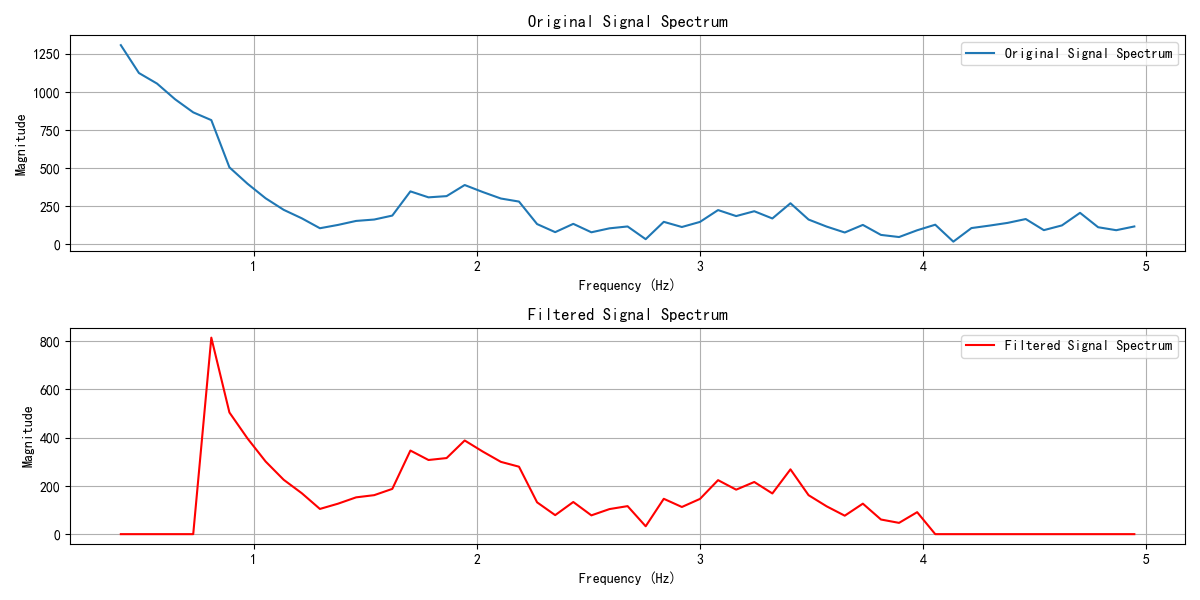 Original Signal Spectrum
Original Signal Spectrum
Magnitude
1250
1000
750
500
250
0
1 2 3 4 5
Frequency (Hz)
Filtered Signal Spectrum
Filtered Signal Spectrum
Magnitude
800
600
400
200
0
1 2 3 4 5
Frequency (Hz)